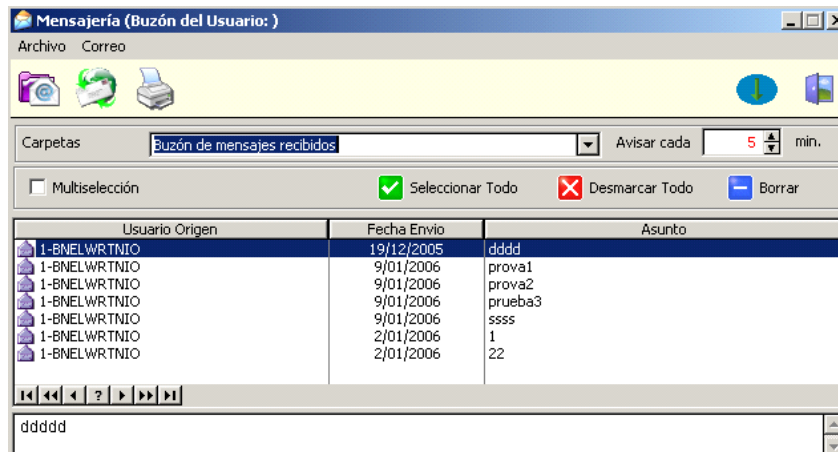 Mensajería (Buzón del Usuario: )
Archivo Correo
Carpetas Buzón de mensajes recibidos Avisar cada 5 min.
Multiselección Seleccionar Todo Desmarcar Todo Borrar
Usuario Origen Fecha Envio Asunto
1-BNELWRTNIO 19/12/2005 dddd
1-BNELWRTNIO 9/01/2006 prova1
1-BNELWRTNIO 9/01/2006 prova2
1-BNELWRTNIO 9/01/2006 prueba3
1-BNELWRTNIO 9/01/2006 ssss
1-BNELWRTNIO 2/01/2006 1
1-BNELWRTNIO 2/01/2006 22
?
ddddd